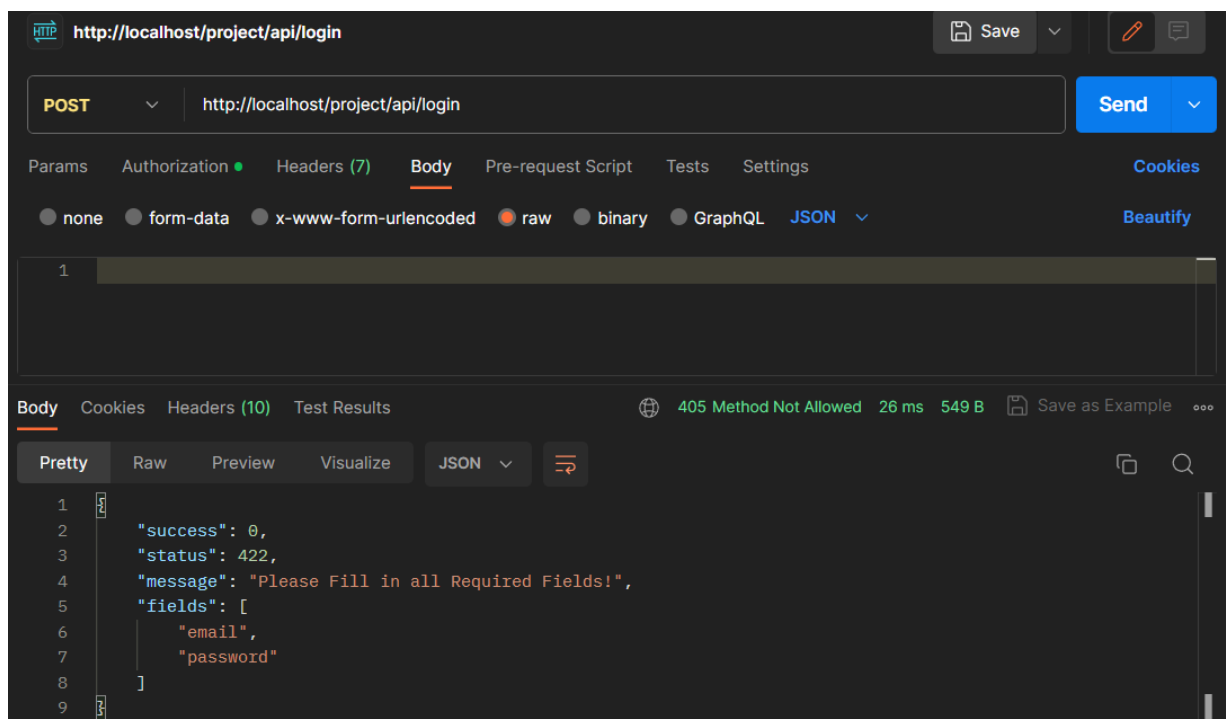 HTTP http://localhost/project/api/login Save
POST http://localhost/project/api/login Send
Params Authorization Headers (7) Body Pre-request Script Tests Settings Cookies
none form-data x-www-form-urlencoded raw binary GraphQL JSON Beautify
1
Body Cookies Headers (10) Test Results 405 Method Not Allowed 26 ms 549 B Save as Example
Pretty Raw Preview Visualize JSON
1 {
2 "success": 0,
3 "status": 422,
4 "message": "Please Fill in all Required Fields!",
5 "fields": [
6 "email",
7 "password"
8 ]
9 }